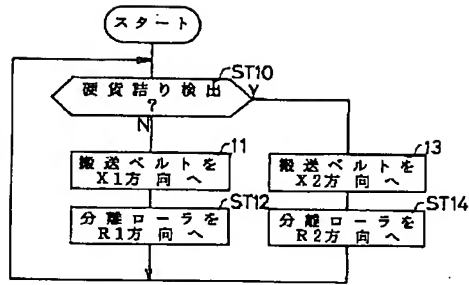 スタート
ST10
硬貨詰り検出
?
Y
N
11
搬送ベルトを
X1方向へ
13
搬送ベルトを
X2方向へ
ST12
分離ローラを
R1方向へ
ST14
分離ローラを
R2方向へ